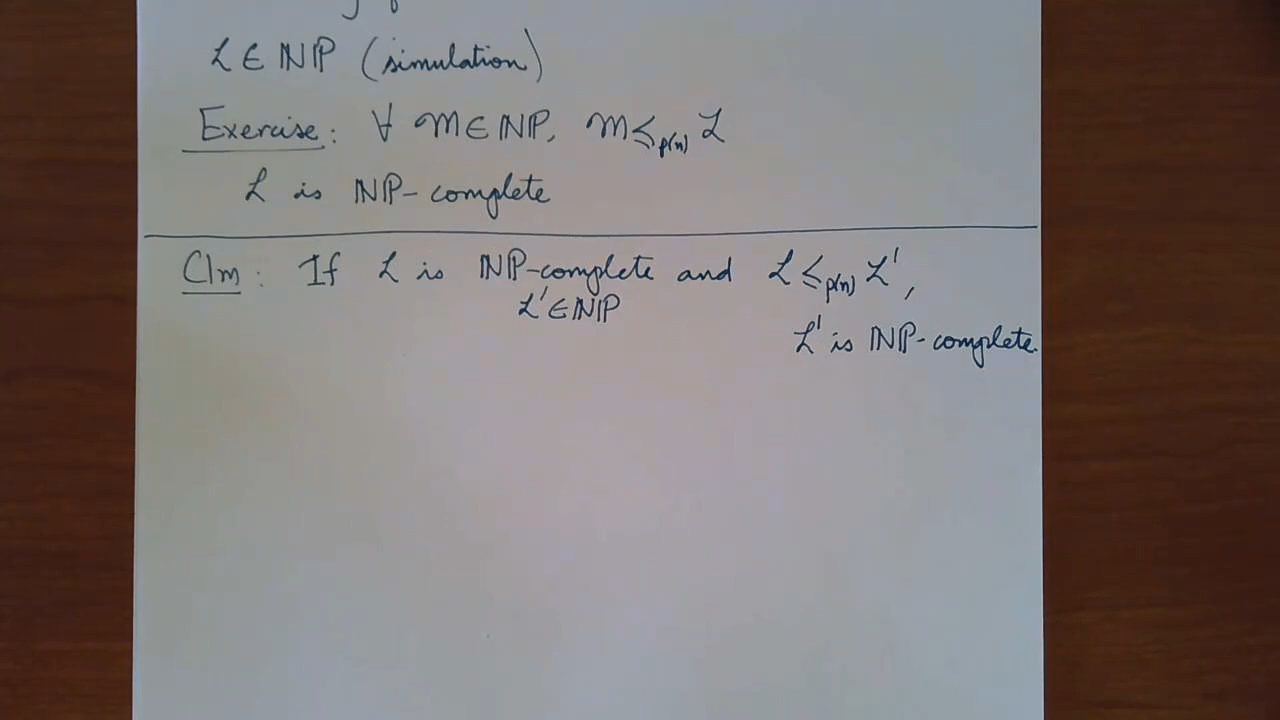 L ∈ NP (simulation)
Exercise: ∀ M ∈ NP, M ≤p(n) L
L is NP-complete
Clm: If L is NP-complete and L ≤p(n) L',
L' ∈ NP
L' is NP-complete.